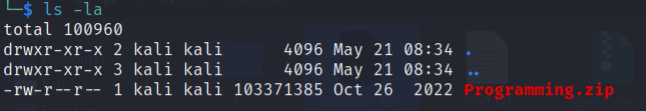 └─$ ls -la
total 100960
drwxr-xr-x 2 kali kali      4096 May 21 08:34 .
drwxr-xr-x 3 kali kali      4096 May 21 08:34 ..
-rw-r--r-- 1 kali kali 103371385 Oct 26  2022 Programming.zip